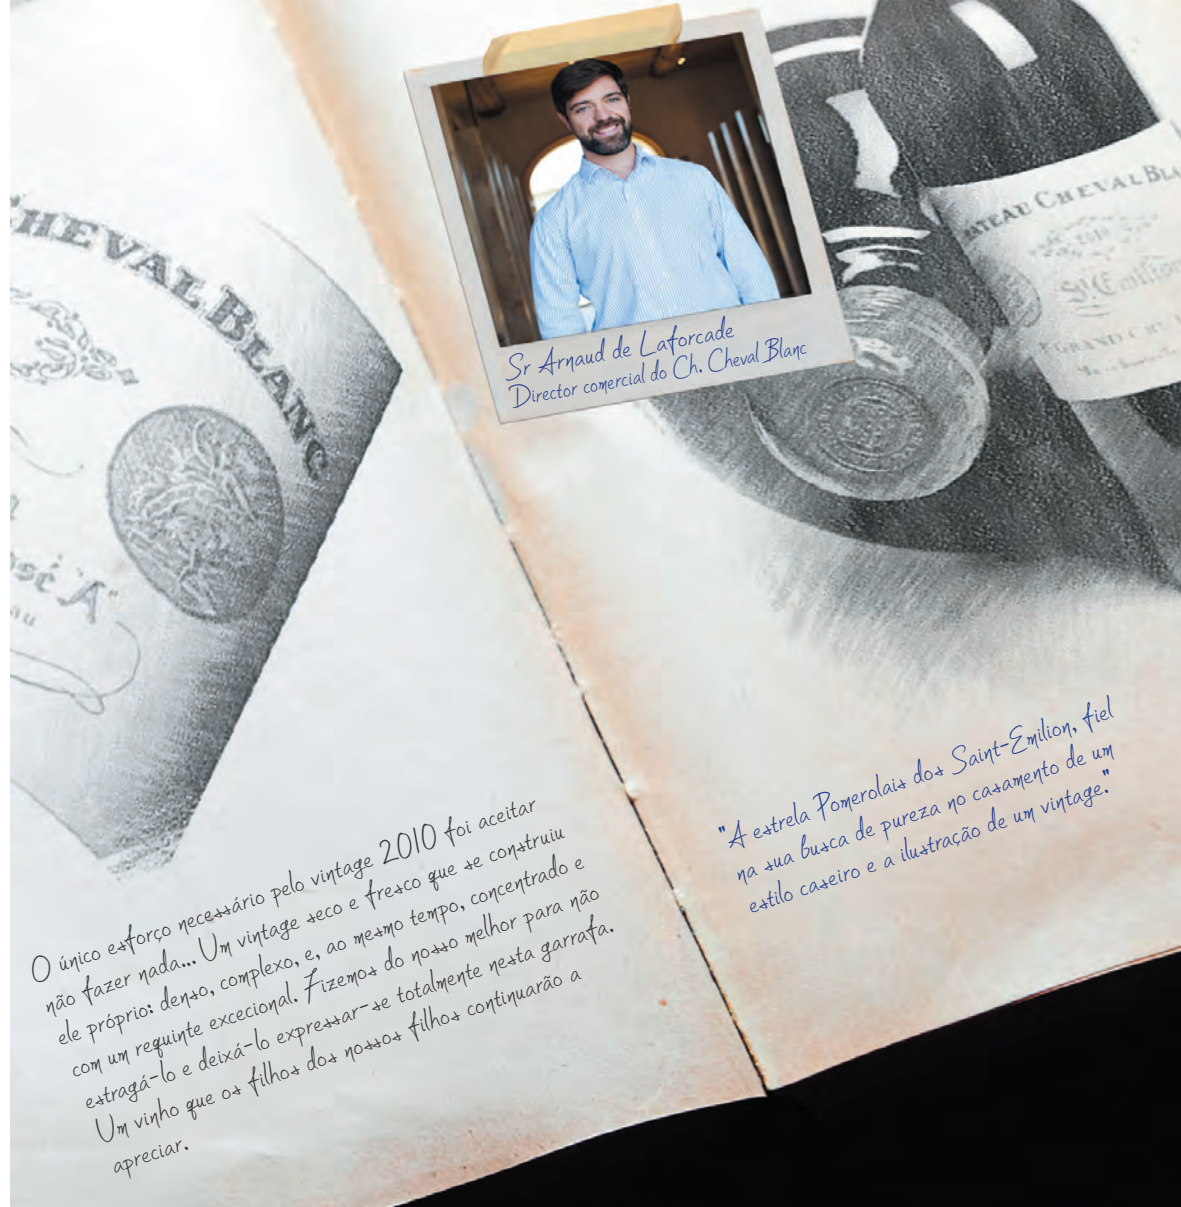 CHEVAL BLANC
"A"
Sr Arnaud de Laforcade
Director comercial do Ch. Cheval Blanc
CHEVAL
2010
St Emilion
GRAND
O único esforço necessário pelo vintage 2010 foi aceitar
não fazer nada... Um vintage seco e fresco que se construiu
ele próprio: denso, complexo, e, ao mesmo tempo, concentrado e
com um requinte excecional. Fizemos do nosso melhor para não
estragá-lo e deixá-lo expressar-se totalmente nesta garrafa.
Um vinho que os filhos dos nossos filhos continuarão a
apreciar.
"A estrela Pomerolais dos Saint-Emilion, fiel
na sua busca de pureza no casamento de um
estilo caseiro e a ilustração de um vintage."